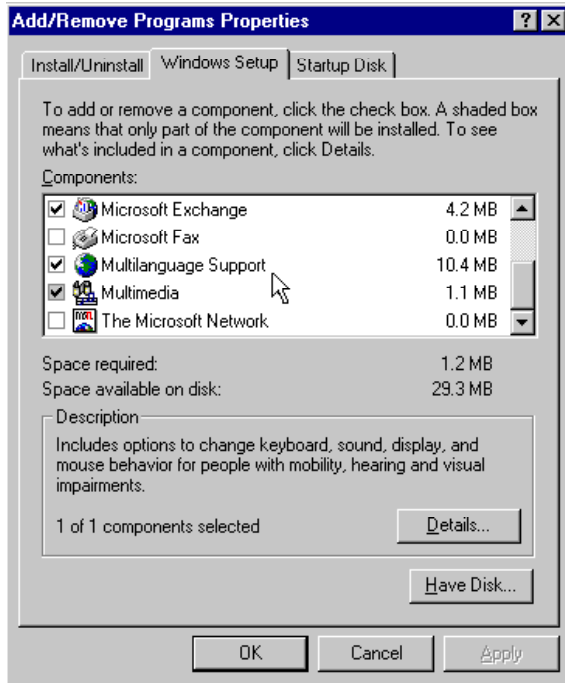 Add/Remove Programs Properties
Install/Uninstall Windows Setup Startup Disk
To add or remove a component, click the check box. A shaded box
means that only part of the component will be installed. To see
what's included in a component, click Details.
Components:
Microsoft Exchange 4.2 MB
Microsoft Fax 0.0 MB
Multilanguage Support 10.4 MB
Multimedia 1.1 MB
The Microsoft Network 0.0 MB
Space required: 1.2 MB
Space available on disk: 29.3 MB
Description
Includes options to change keyboard, sound, display, and
mouse behavior for people with mobility, hearing and visual
impairments.
1 of 1 components selected Details...
Have Disk...
OK Cancel Apply